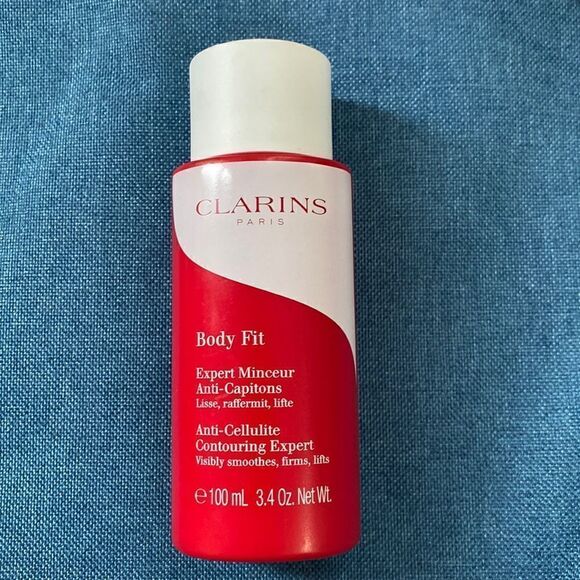 CLARINS
PARIS
Body Fit
Expert Minceur
Anti-Capitons
Lisse, raffermit, lifte
Anti-Cellulite
Contouring Expert
Visibly smoothes, firms, lifts
℮100 mL 3.4 Oz. Net Wt.